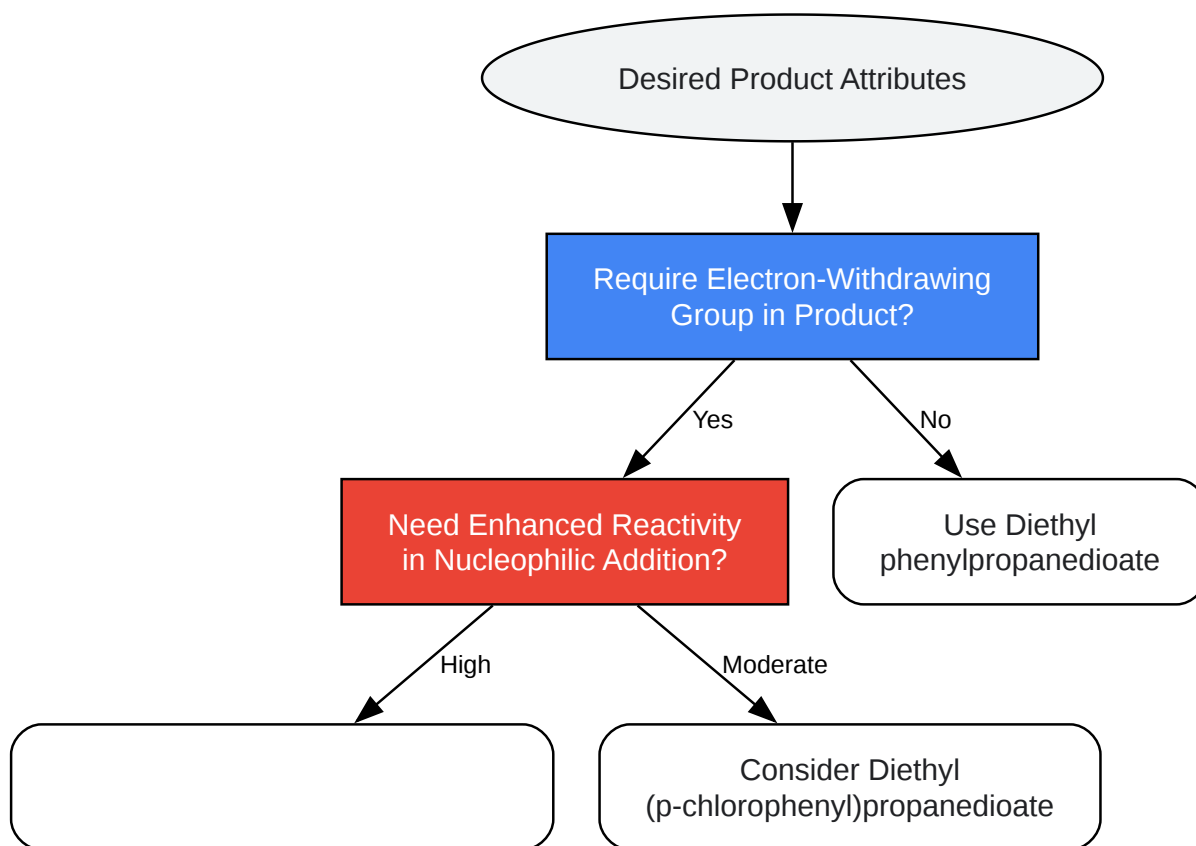 Desired Product Attributes
Require Electron-Withdrawing
Group in Product?
Yes
No
Need Enhanced Reactivity
in Nucleophilic Addition?
Use Diethyl
phenylpropanedioate
High
Moderate
Consider Diethyl
(p-chlorophenyl)propanedioate